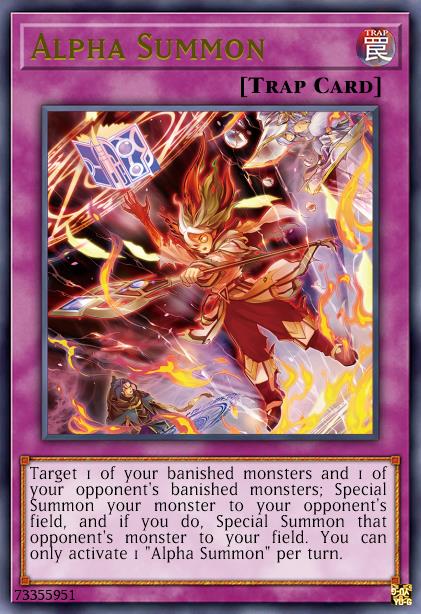 ALPHA SUMMON
TRAP
罠
[TRAP CARD]
Target 1 of your banished monsters and 1 of
your opponent's banished monsters; Special
Summon your monster to your opponent's
field, and if you do, Special Summon that
opponent's monster to your field. You can
only activate 1 "Alpha Summon" per turn.
73355951